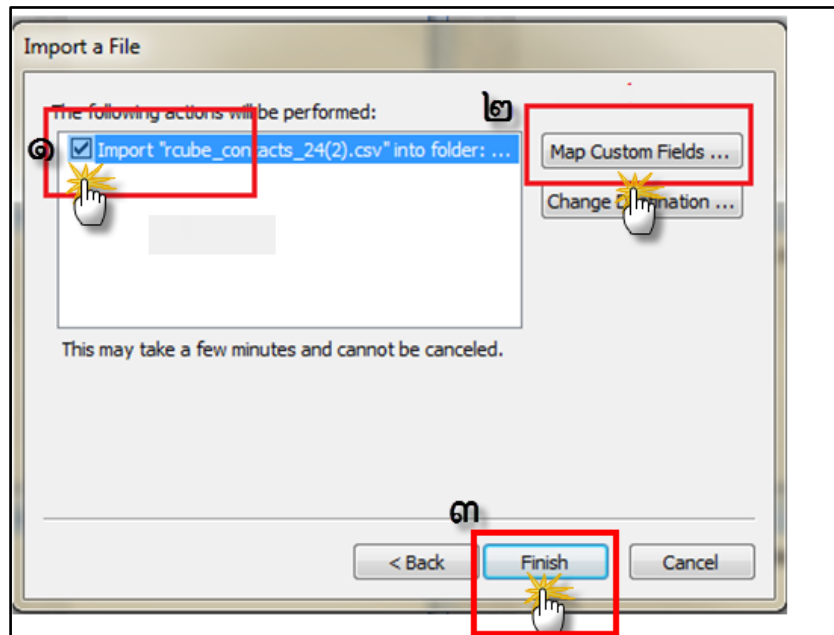 Import a File
The following actions will be performed:
๒
๑
Import "rcube_contacts_24(2).csv" into folder: ...
Map Custom Fields ...
Change ...
This may take a few minutes and cannot be canceled.
๓
< Back
Finish
Cancel